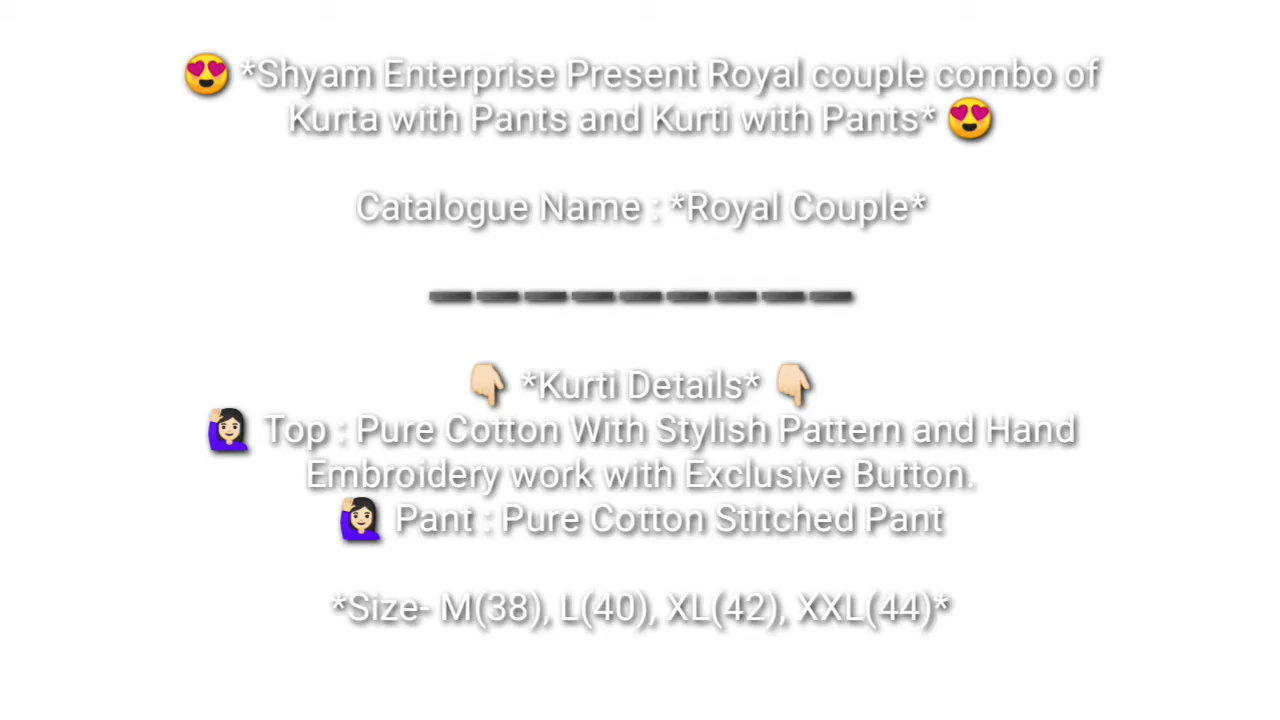 😍 *Shyam Enterprise Present Royal couple combo of
Kurta with Pants and Kurti with Pants* 😍
Catalogue Name : *Royal Couple*
➖➖➖➖➖➖➖➖➖
👇🏻 *Kurti Details* 👇🏻
🙋🏻‍♀️ Top : Pure Cotton With Stylish Pattern and Hand
Embroidery work with Exclusive Button.
🙋🏻‍♀️ Pant : Pure Cotton Stitched Pant
*Size- M(38), L(40), XL(42), XXL(44)*